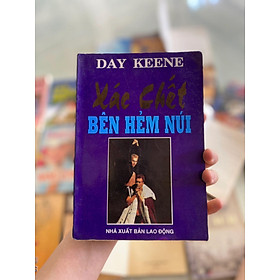 DAY KEENE
Xác Chết
BÊN HẺM NÚI
NHÀ XUẤT BẢN LAO ĐỘNG